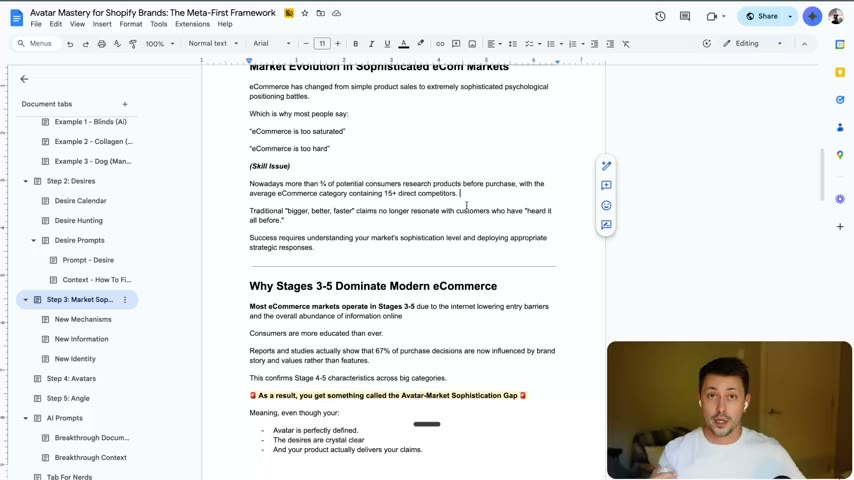 Avatar Mastery for Shopify Brands: The Meta-First Framework
File Edit View Insert Format Tools Extensions Help
Share
Menus
100%
Normal text
Arial
11
Editing
Document tabs
Example 1 - Blinds (Ai)
Example 2 - Collagen (...
Example 3 - Dog (Man...
Step 2: Desires
Desire Calendar
Desire Hunting
Desire Prompts
Prompt - Desire
Context - How To Fi...
Step 3: Market Sop...
New Mechanisms
New Information
New Identity
Step 4: Avatars
Step 5: Angle
AI Prompts
Breakthrough Docum...
Breakthrough Context
Tab For Nerds
Market Evolution in Sophisticated eCom Markets
eCommerce has changed from simple product sales to extremely sophisticated psychological
positioning battles.
Which is why most people say:
"eCommerce is too saturated"
"eCommerce is too hard"
(Skill Issue)
Nowadays more than ¾ of potential consumers research products before purchase, with the
average eCommerce category containing 15+ direct competitors.
Traditional "bigger, better, faster" claims no longer resonate with customers who have "heard it
all before."
Success requires understanding your market's sophistication level and deploying appropriate
strategic responses.
Why Stages 3-5 Dominate Modern eCommerce
Most eCommerce markets operate in Stages 3-5 due to the internet lowering entry barriers
and the overall abundance of information online
Consumers are more educated than ever.
Reports and studies actually show that 67% of purchase decisions are now influenced by brand
story and values rather than features.
This confirms Stage 4-5 characteristics across big categories.
🚨 As a result, you get something called the Avatar-Market Sophistication Gap 🚨
Meaning, even though your:
- Avatar is perfectly defined.
- The desires are crystal clear
- And your product actually delivers your claims.